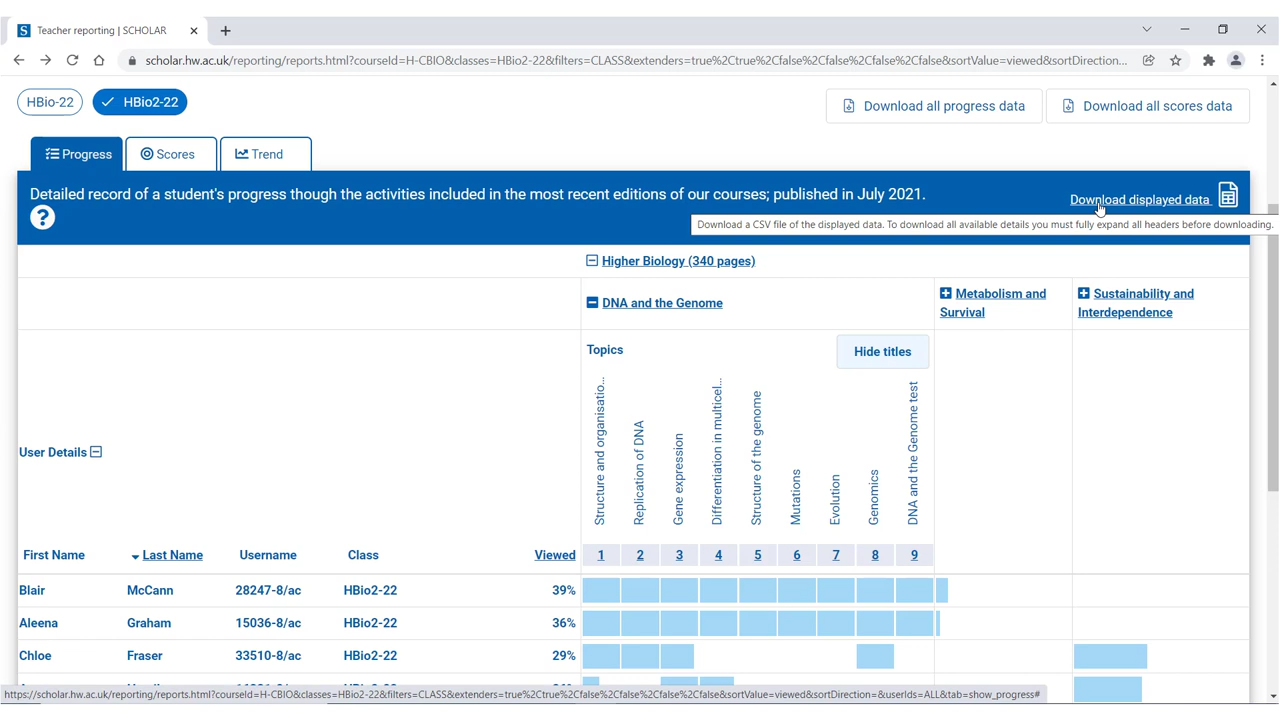 Teacher reporting | SCHOLAR
scholar.hw.ac.uk/reporting/reports.html?courseId=H-CBIO&classes=HBio2-22&filters=CLASS&extenders=true%2Ctrue%2Cfalse%2Cfalse%2Cfalse%2Cfalse&sortValue=viewed&sortDirection...
HBio-22
HBio2-22
Download all progress data
Download all scores data
Progress
Scores
Trend
Detailed record of a student's progress though the activities included in the most recent editions of our courses; published in July 2021.
Download displayed data
?
Download a CSV file of the displayed data. To download all available details you must fully expand all headers before downloading.
Higher Biology (340 pages)
DNA and the Genome
Metabolism and
Survival
Sustainability and
Interdependence
Topics
Hide titles
Structure and organisatio...
Replication of DNA
Gene expression
Differentiation in multicel...
Structure of the genome
Mutations
Evolution
Genomics
DNA and the Genome test
User Details
First Name Last Name Username Class Viewed 1 2 3 4 5 6 7 8 9
Blair McCann 28247-8/ac HBio2-22 39%
Aleena Graham 15036-8/ac HBio2-22 36%
Chloe Fraser 33510-8/ac HBio2-22 29%
https://scholar.hw.ac.uk/reporting/reports.html?courseId=H-CBIO&classes=HBio2-22&filters=CLASS&extenders=true%2Ctrue%2Cfalse%2Cfalse%2Cfalse%2Cfalse&sortValue=viewed&sortDirection=&userIds=ALL&tab=show_progress#